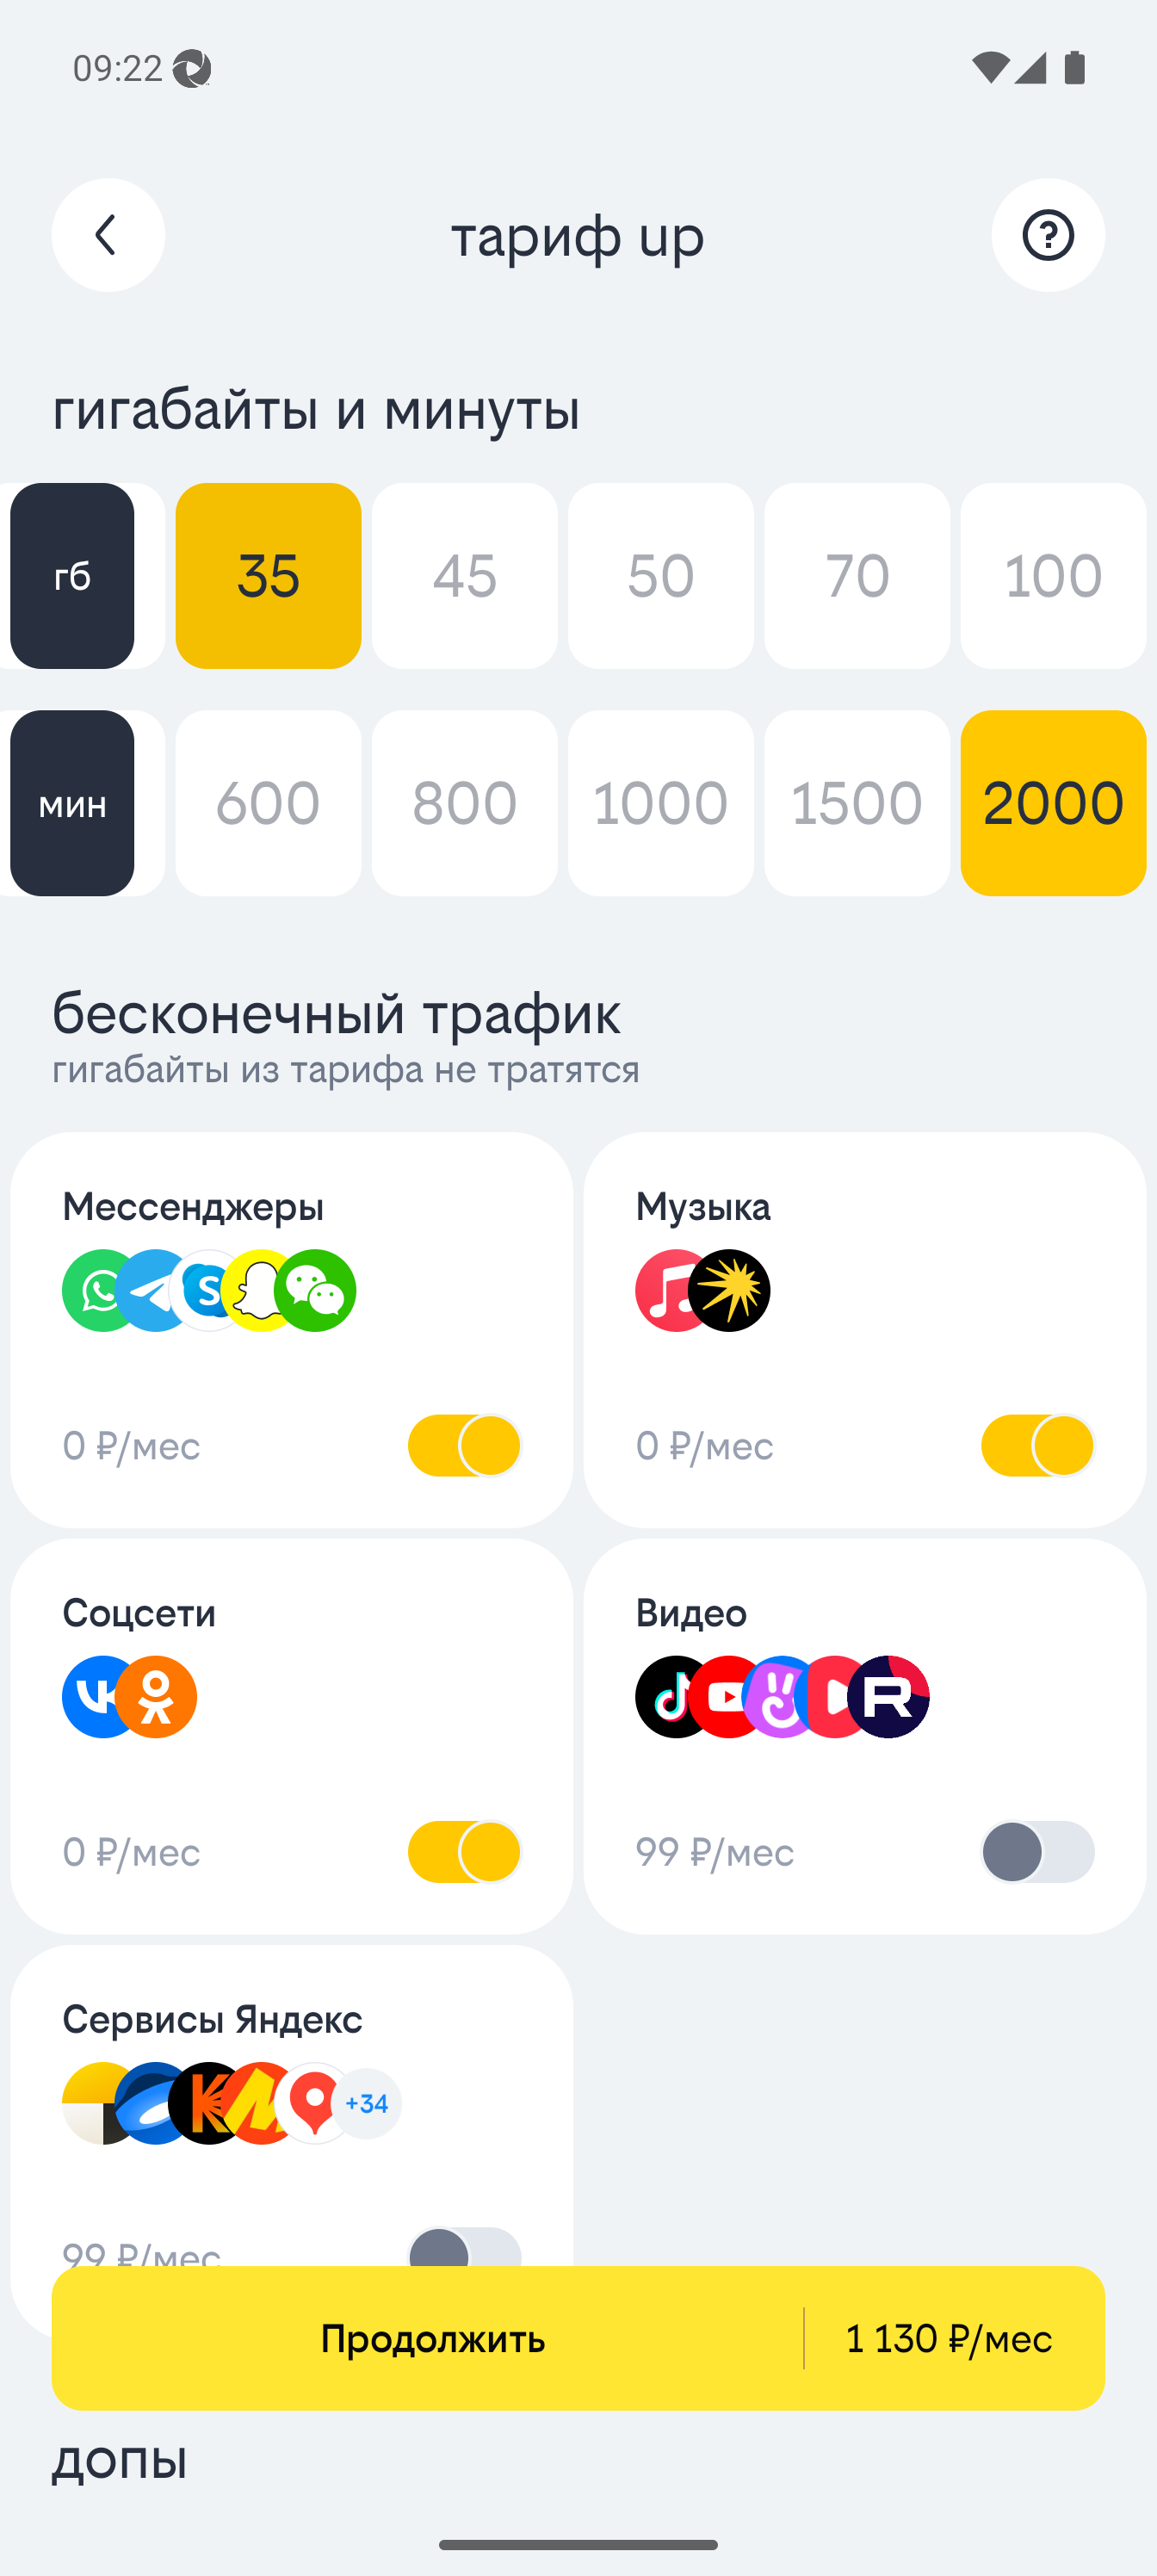 09:22
тариф up
гигабайты и минуты
гб 35 45 50 70 100
мин 600 800 1000 1500 2000
бесконечный трафик
гигабайты из тарифа не тратятся
Мессенджеры
0 ₽/мес
Музыка
0 ₽/мес
Соцсети
0 ₽/мес
Видео
99 ₽/мес
Сервисы Яндекс
+34
99 ₽/мес
Продолжить 1 130 ₽/мес
допы